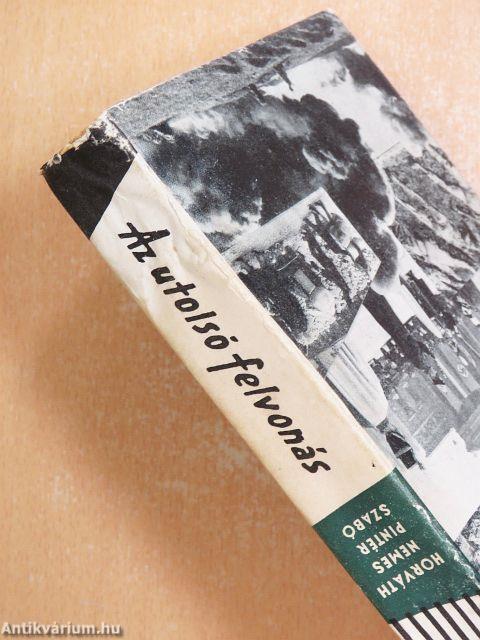 Az utolsó felvonás
HORVÁTH
NEMES
PINTÉR
SZABÓ
Antikvárium.hu